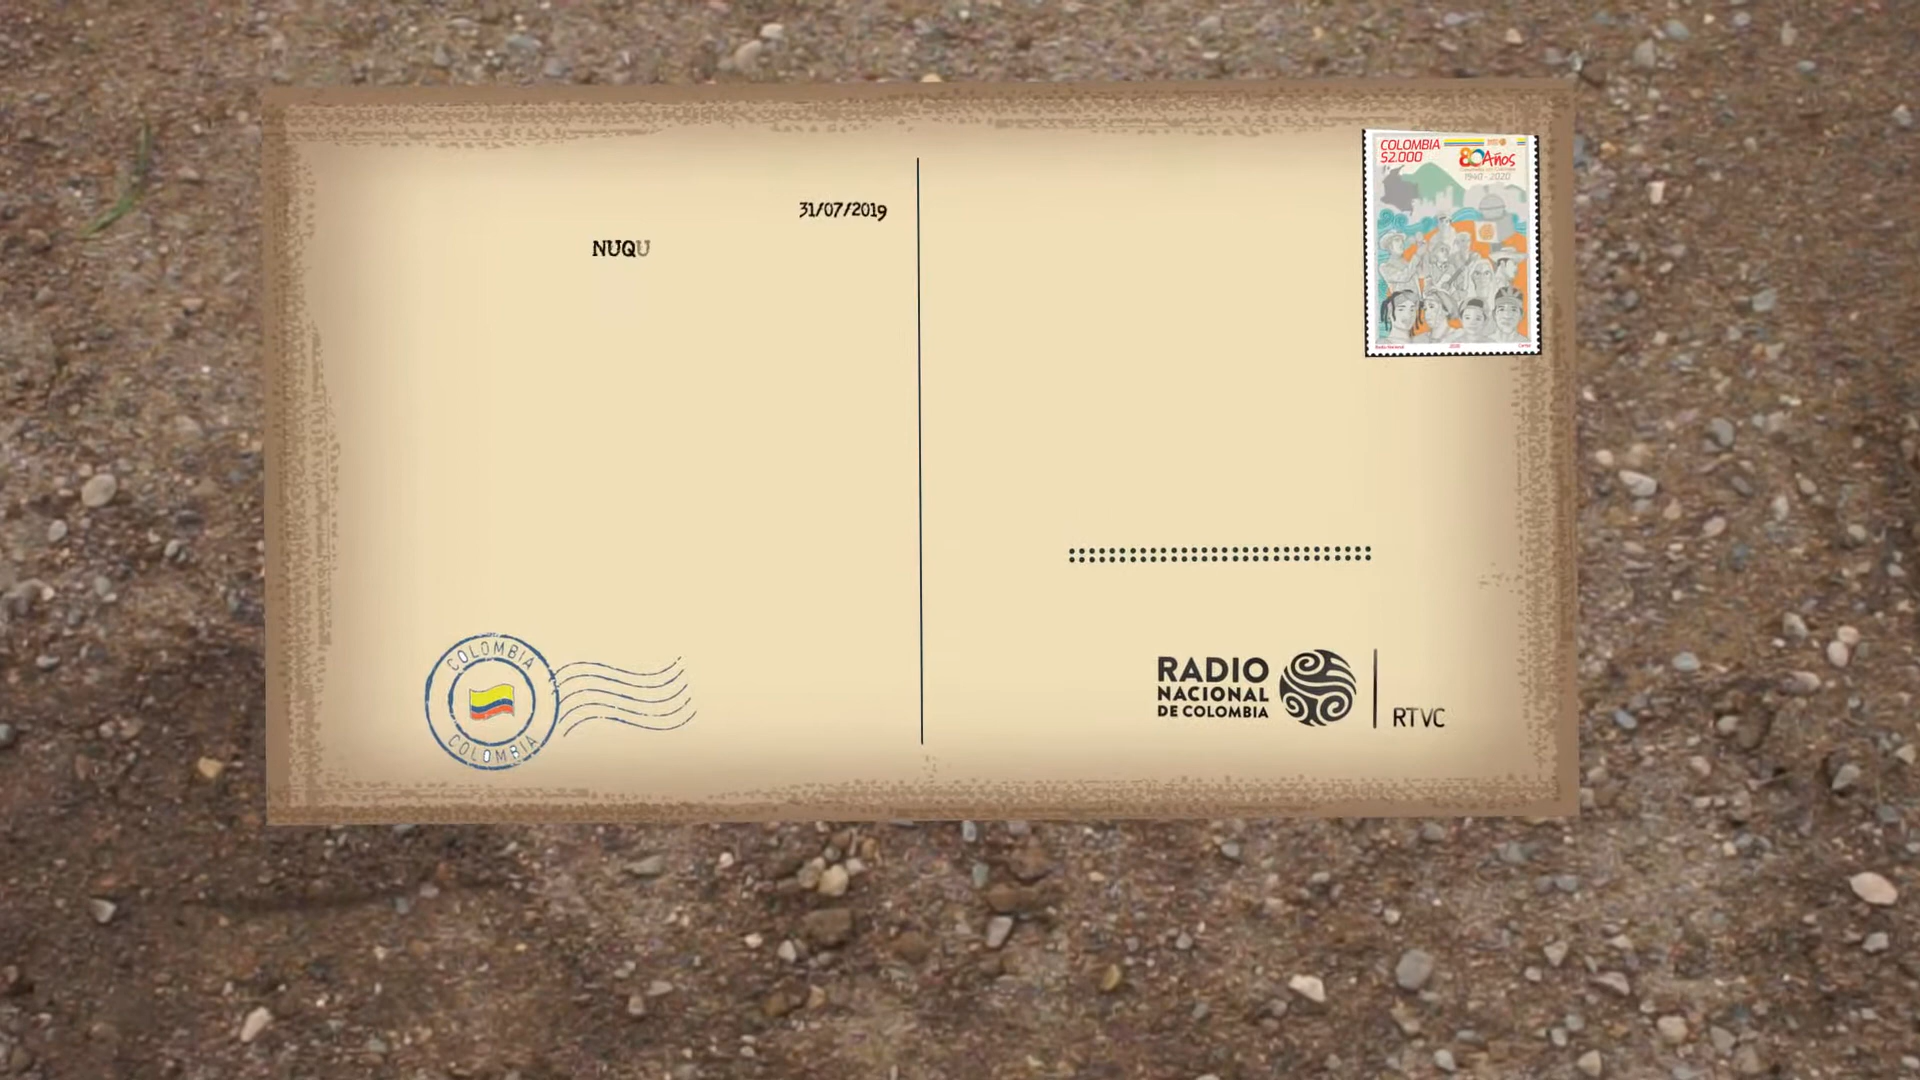 31/07/2019
NUQU
COLOMBIA
$2.000
80 Años
1940 - 2020
COLOMBIA
COLOMBIA
RADIO
NACIONAL
DE COLOMBIA
RTVC